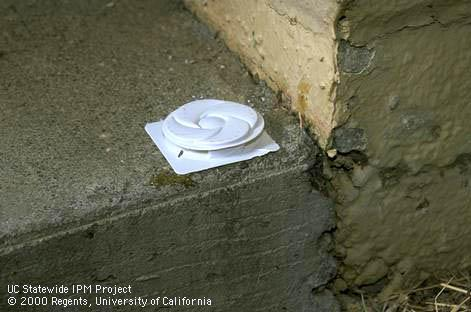 UC Statewide IPM Project
© 2000 Regents, University of California